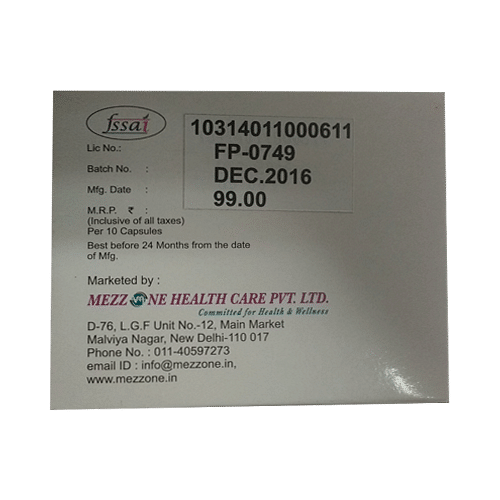 fssai
Lic No.: 10314011000611
Batch No. : FP-0749
Mfg. Date : DEC.2016
M.R.P. ₹ : 99.00
(Inclusive of all taxes)
Per 10 Capsules
Best before 24 Months from the date
of Mfg.
Marketed by :
MEZZONE HEALTH CARE PVT. LTD.
Committed for Health & Wellness
D-76, L.G.F Unit No.-12, Main Market
Malviya Nagar, New Delhi-110 017
Phone No. : 011-40597273
email ID : info@mezzone.in,
www.mezzone.in